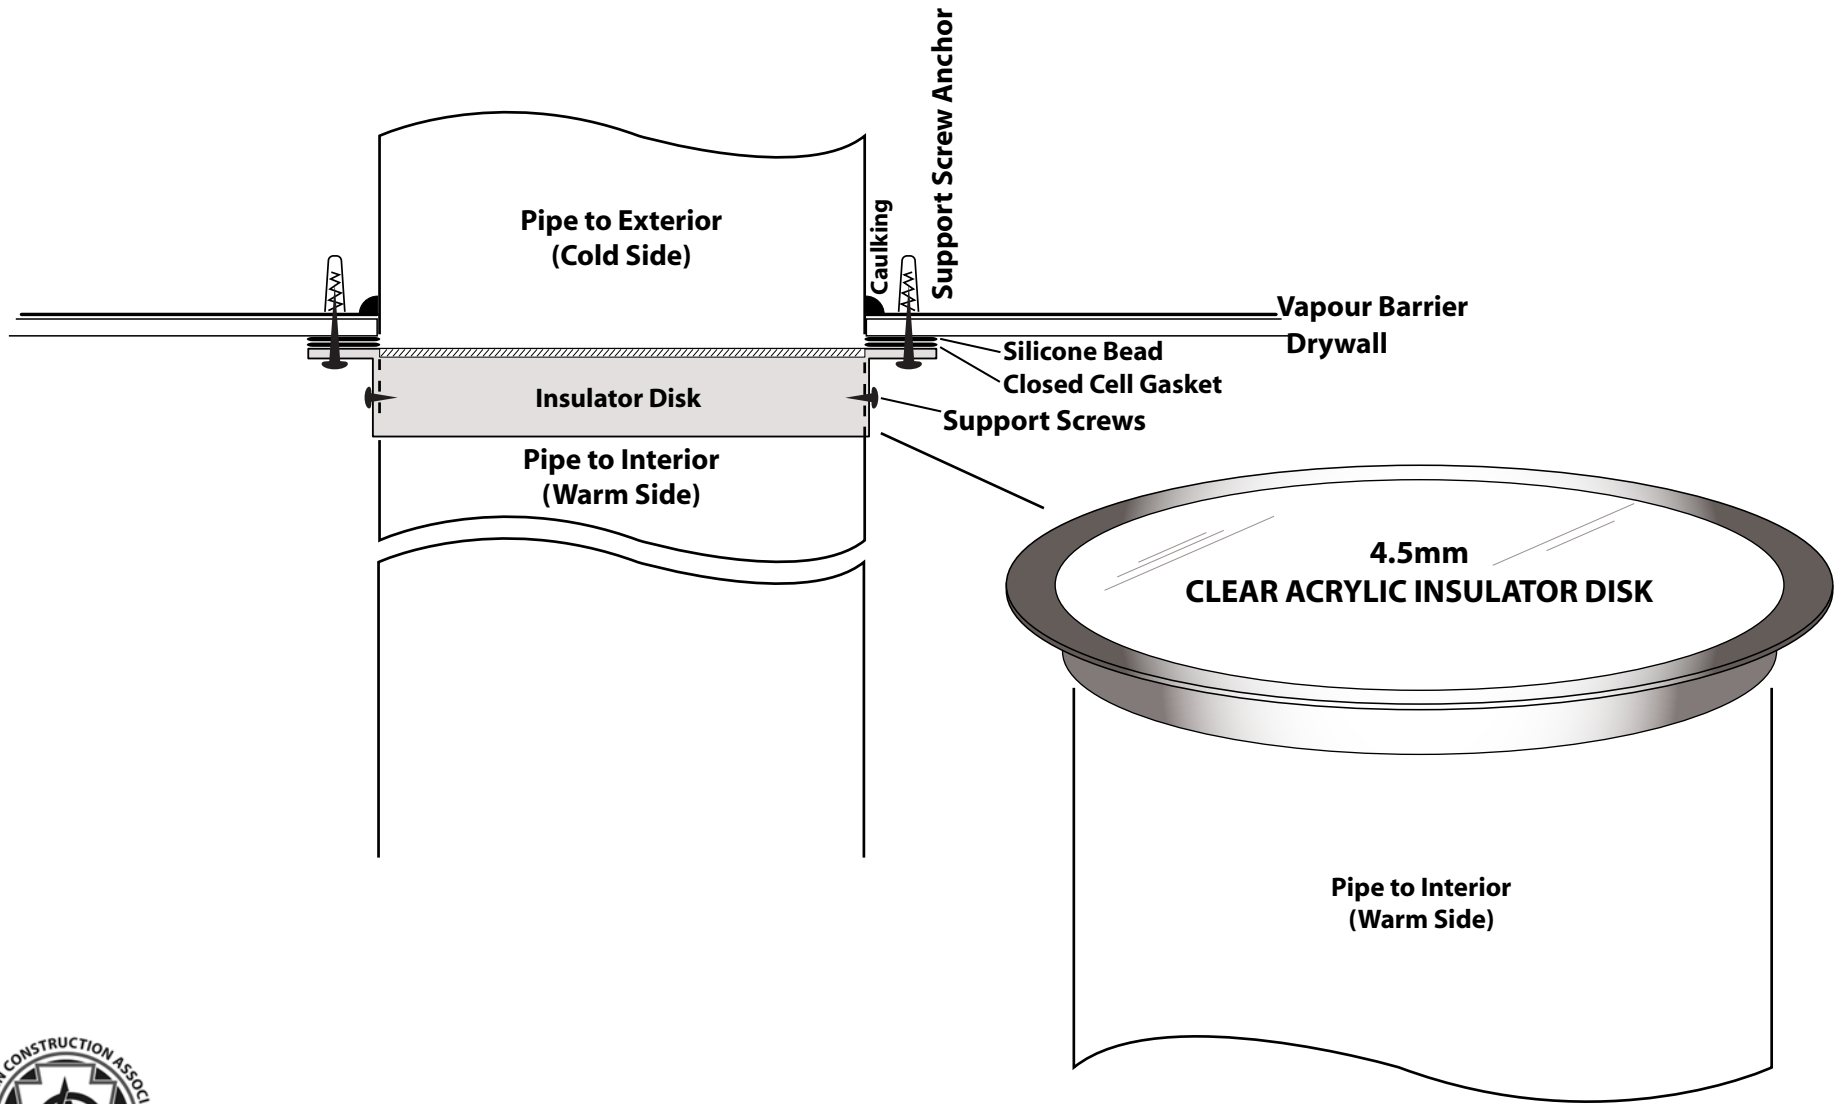 Support Screw Anchor
Caulking
Pipe to Exterior
(Cold Side)
Vapour Barrier
Drywall
Silicone Bead
Closed Cell Gasket
Support Screws
Insulator Disk
Pipe to Interior
(Warm Side)
4.5mm
CLEAR ACRYLIC INSULATOR DISK
Pipe to Interior
(Warm Side)
CONSTRUCTION